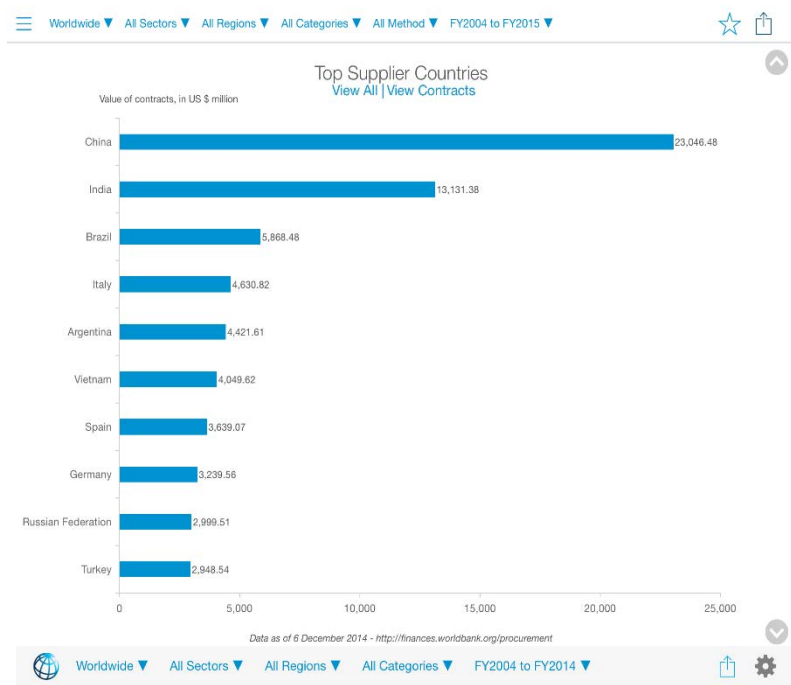 Worldwide ▼ All Sectors ▼ All Regions ▼ All Categories ▼ All Method ▼ FY2004 to FY2015 ▼
Top Supplier Countries
View All | View Contracts
Value of contracts, in US $ million
China 23,046.48
India 13,131.38
Brazil 5,868.48
Italy 4,630.82
Argentina 4,421.61
Vietnam 4,049.62
Spain 3,639.07
Germany 3,239.56
Russian Federation 2,999.51
Turkey 2,948.54
0 5,000 10,000 15,000 20,000 25,000
Data as of 6 December 2014 - http://finances.worldbank.org/procurement
Worldwide ▼ All Sectors ▼ All Regions ▼ All Categories ▼ FY2004 to FY2014 ▼